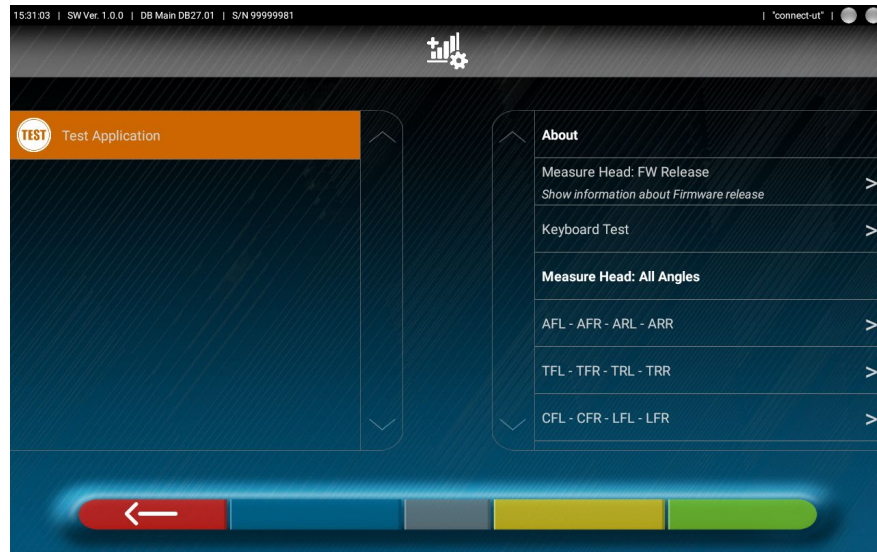 15:31:03 | SW Ver. 1.0.0 | DB Main DB27.01 | S/N 99999981 | "connect-ut" |
TEST Test Application
About
Measure Head: FW Release
Show information about Firmware release
Keyboard Test
Measure Head: All Angles
AFL - AFR - ARL - ARR
TFL - TFR - TRL - TRR
CFL - CFR - LFL - LFR